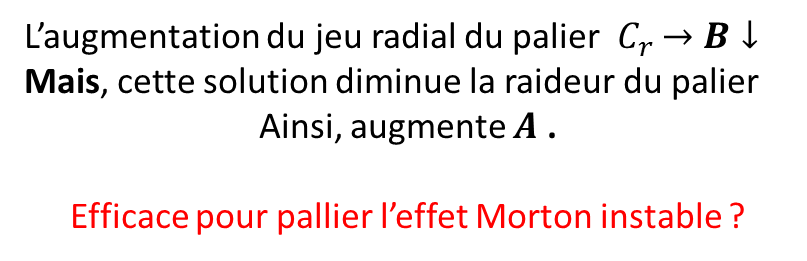 L'augmentation du jeu radial du palier Cᵣ → B ↓
Mais, cette solution diminue la raideur du palier
Ainsi, augmente A .
Efficace pour pallier l'effet Morton instable ?